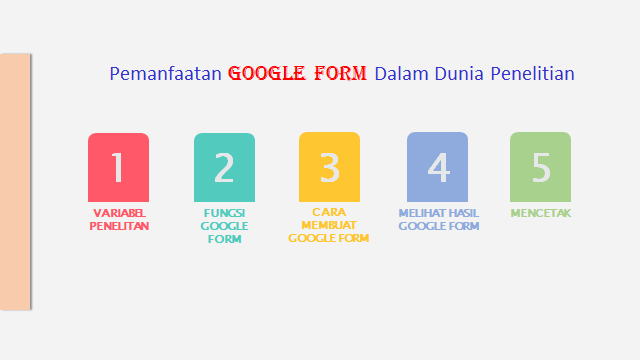 Pemanfaatan GOOGLE FORM Dalam Dunia Penelitian
1
VARIABEL
PENELITAN
2
FUNGSI
GOOGLE
FORM
3
CARA
MEMBUAT
GOOGLE FORM
4
MELIHAT HASIL
GOOGLE FORM
5
MENCETAK